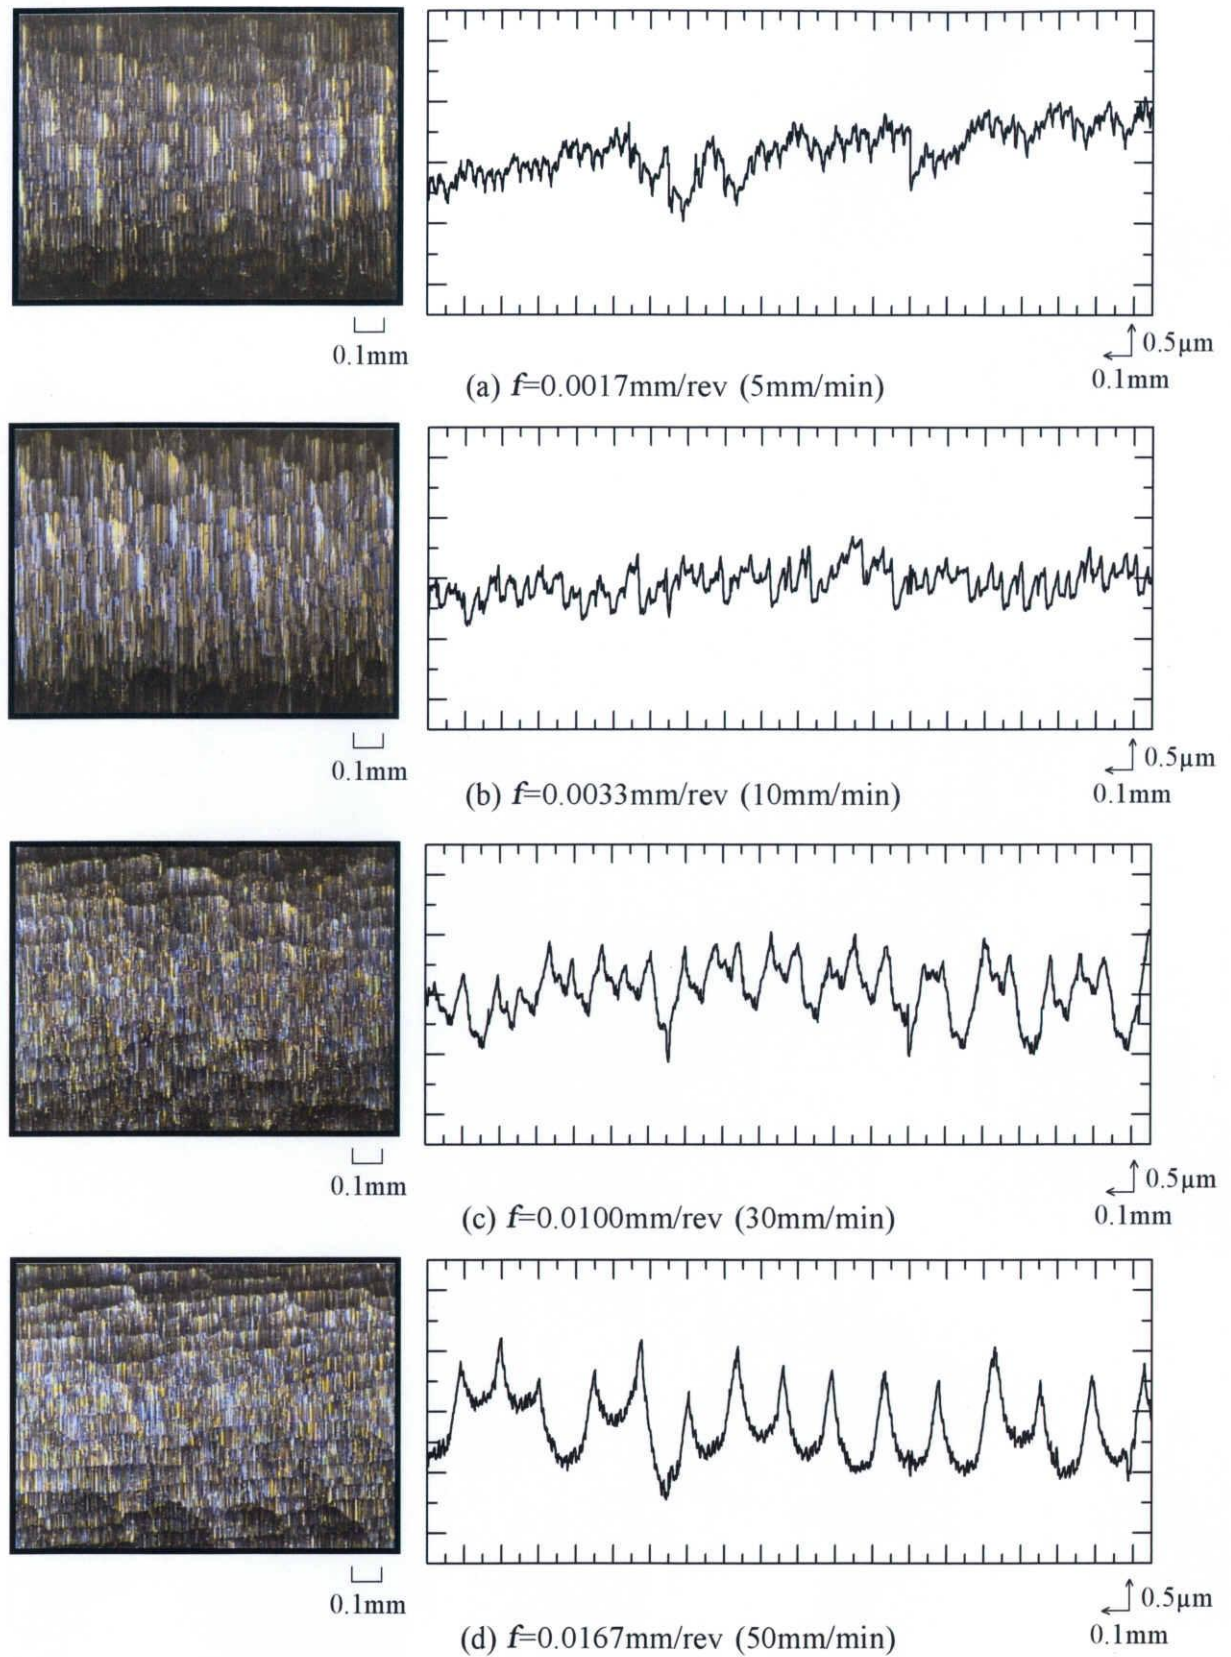 0.1mm
0.5µm
0.1mm
(a) f=0.0017mm/rev (5mm/min)
0.1mm
0.5µm
0.1mm
(b) f=0.0033mm/rev (10mm/min)
0.1mm
0.5µm
0.1mm
(c) f=0.0100mm/rev (30mm/min)
0.1mm
0.5µm
0.1mm
(d) f=0.0167mm/rev (50mm/min)